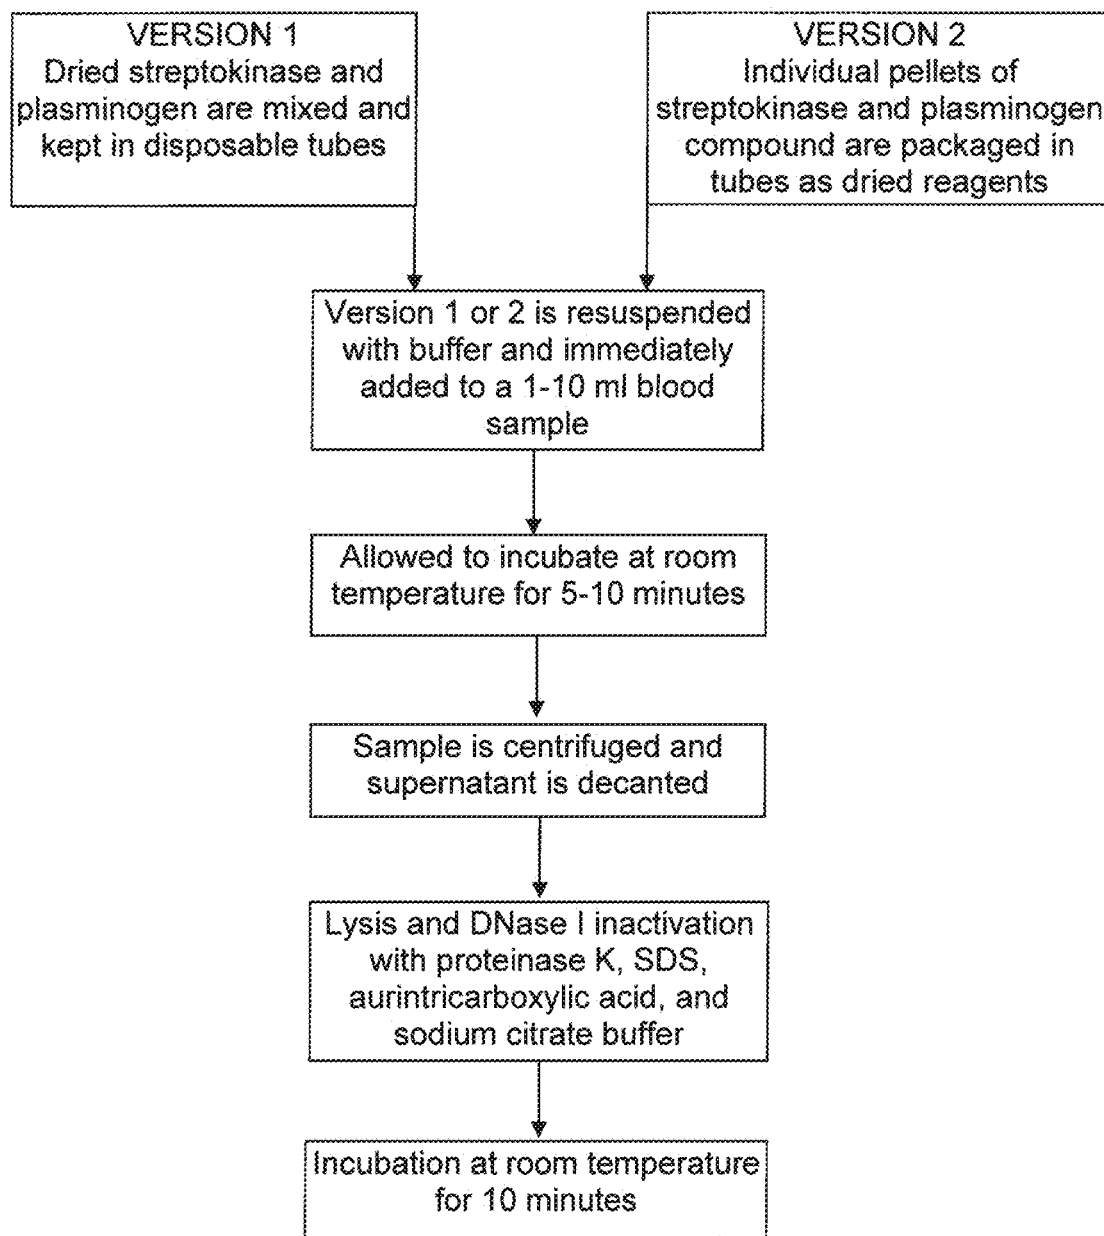 VERSION 1
Dried streptokinase and
plasminogen are mixed and
kept in disposable tubes
VERSION 2
Individual pellets of
streptokinase and plasminogen
compound are packaged in
tubes as dried reagents
Version 1 or 2 is resuspended
with buffer and immediately
added to a 1-10 ml blood
sample
Allowed to incubate at room
temperature for 5-10 minutes
Sample is centrifuged and
supernatant is decanted
Lysis and DNase I inactivation
with proteinase K, SDS,
aurintricarboxylic acid, and
sodium citrate buffer
Incubation at room temperature
for 10 minutes